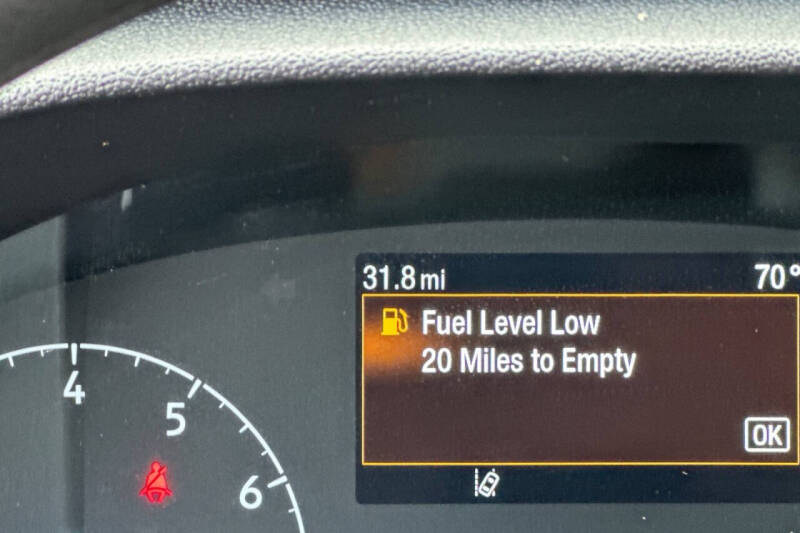 31.8 mi 70°
Fuel Level Low
20 Miles to Empty
OK
4
5
6